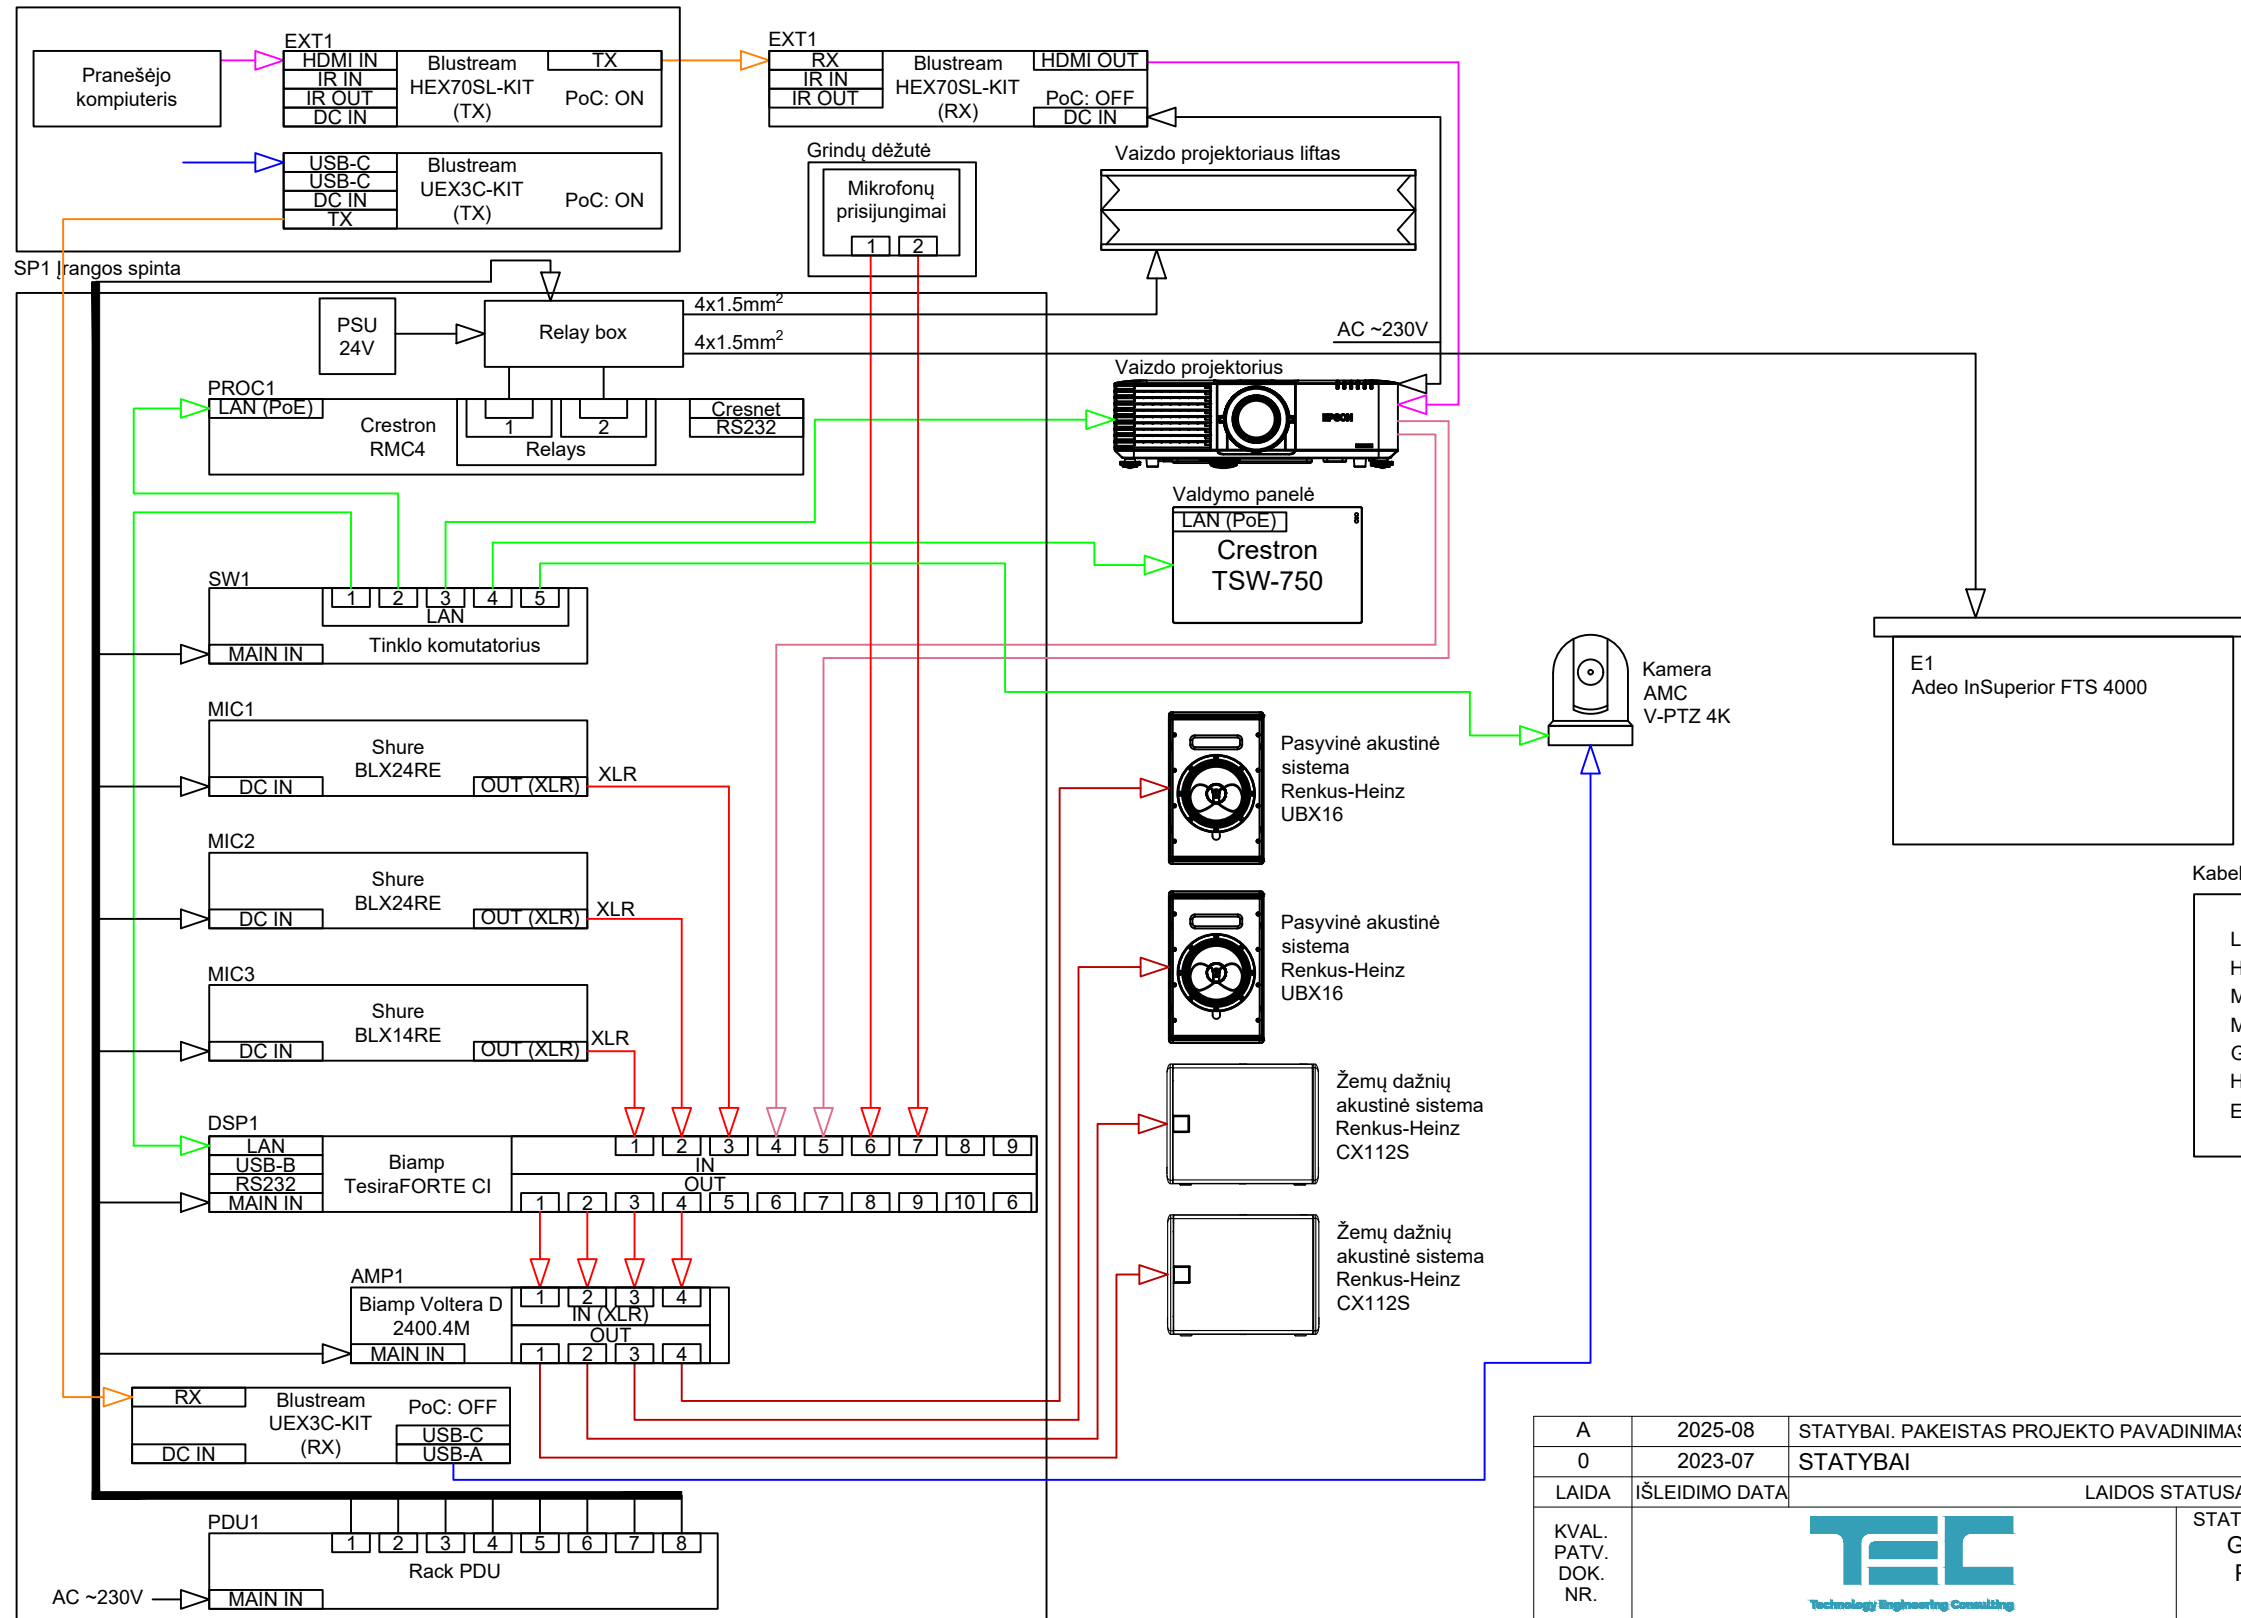 EXT1
HDMI IN
IR IN
IR OUT
DC IN
Blustream
HEX70SL-KIT
(TX)
TX
PoC: ON
Pranešėjo
kompiuteris
USB-C
USB-C
DC IN
TX
Blustream
UEX3C-KIT
(TX)
PoC: ON
EXT1
RX
IR IN
IR OUT
Blustream
HEX70SL-KIT
(RX)
HDMI OUT
PoC: OFF
DC IN
Grindų dėžutė
Mikrofonų
prisijungimai
1 2
Vaizdo projektoriaus liftas
SP1 Įrangos spinta
PSU
24V
Relay box
4x1.5mm2
4x1.5mm2
AC ~230V
Vaizdo projektorius
EPSON
PROC1
LAN (PoE)
Crestron
RMC4
1 2
Relays
Cresnet
RS232
Valdymo panelė
LAN (PoE)
Crestron
TSW-750
SW1
1 2 3 4 5
LAN
Tinklo komutatorius
MAIN IN
Kamera
AMC
V-PTZ 4K
E1
Adeo InSuperior FTS 4000
MIC1
Shure
BLX24RE
DC IN
OUT (XLR)
XLR
MIC2
Shure
BLX24RE
DC IN
OUT (XLR)
XLR
MIC3
Shure
BLX14RE
DC IN
OUT (XLR)
XLR
Pasyvinė akustinė
sistema
Renkus-Heinz
UBX16
Pasyvinė akustinė
sistema
Renkus-Heinz
UBX16
Žemų dažnių
akustinė sistema
Renkus-Heinz
CX112S
Žemų dažnių
akustinė sistema
Renkus-Heinz
CX112S
DSP1
LAN
USB-B
RS232
MAIN IN
Biamp
TesiraFORTE CI
1 2 3 4 5 6 7 8 9
IN
OUT
1 2 3 4 5 6 7 8 9 10 6
AMP1
Biamp Voltera D
2400.4M
MAIN IN
1 2 3 4
IN (XLR)
OUT
1 2 3 4
RX
DC IN
Blustream
UEX3C-KIT
(RX)
PoC: OFF
USB-C
USB-A
PDU1
1 2 3 4 5 6 7 8
Rack PDU
MAIN IN
AC ~230V
Kabel
L
H
M
M
G
H
E
A 2025-08 STATYBAI. PAKEISTAS PROJEKTO PAVADINIMAS
0 2023-07 STATYBAI
LAIDA IŠLEIDIMO DATA LAIDOS STATUSA
KVAL.
PATV.
DOK.
NR.
TEC
Technology Engineering Consulting
STAT
G